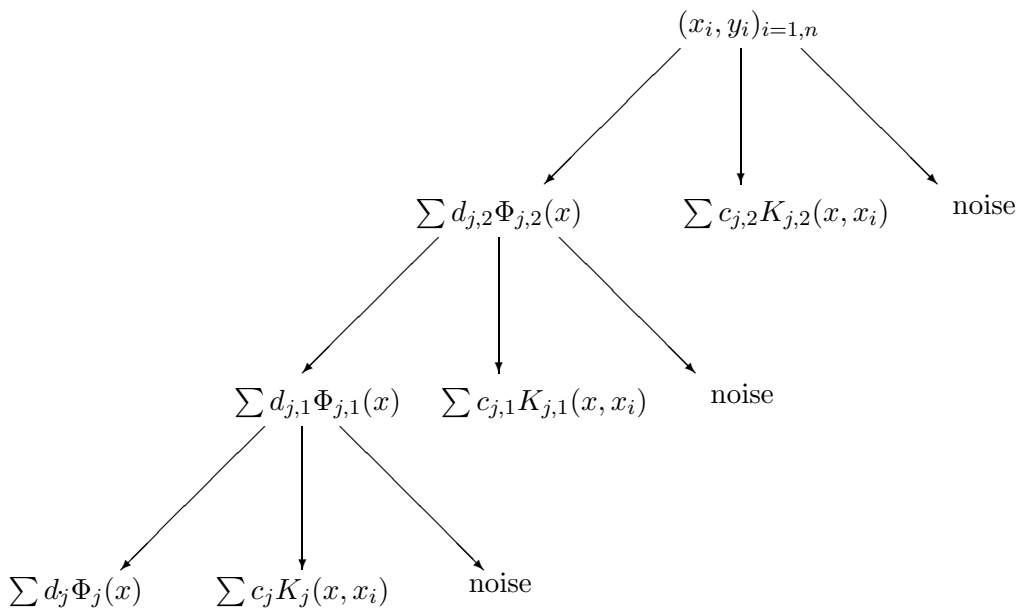 (x_i, y_i)_{i=1,n}
∑ d_{j,2}Φ_{j,2}(x) ∑ c_{j,2}K_{j,2}(x, x_i) noise
∑ d_{j,1}Φ_{j,1}(x) ∑ c_{j,1}K_{j,1}(x, x_i) noise
∑ d_jΦ_j(x) ∑ c_jK_j(x, x_i) noise